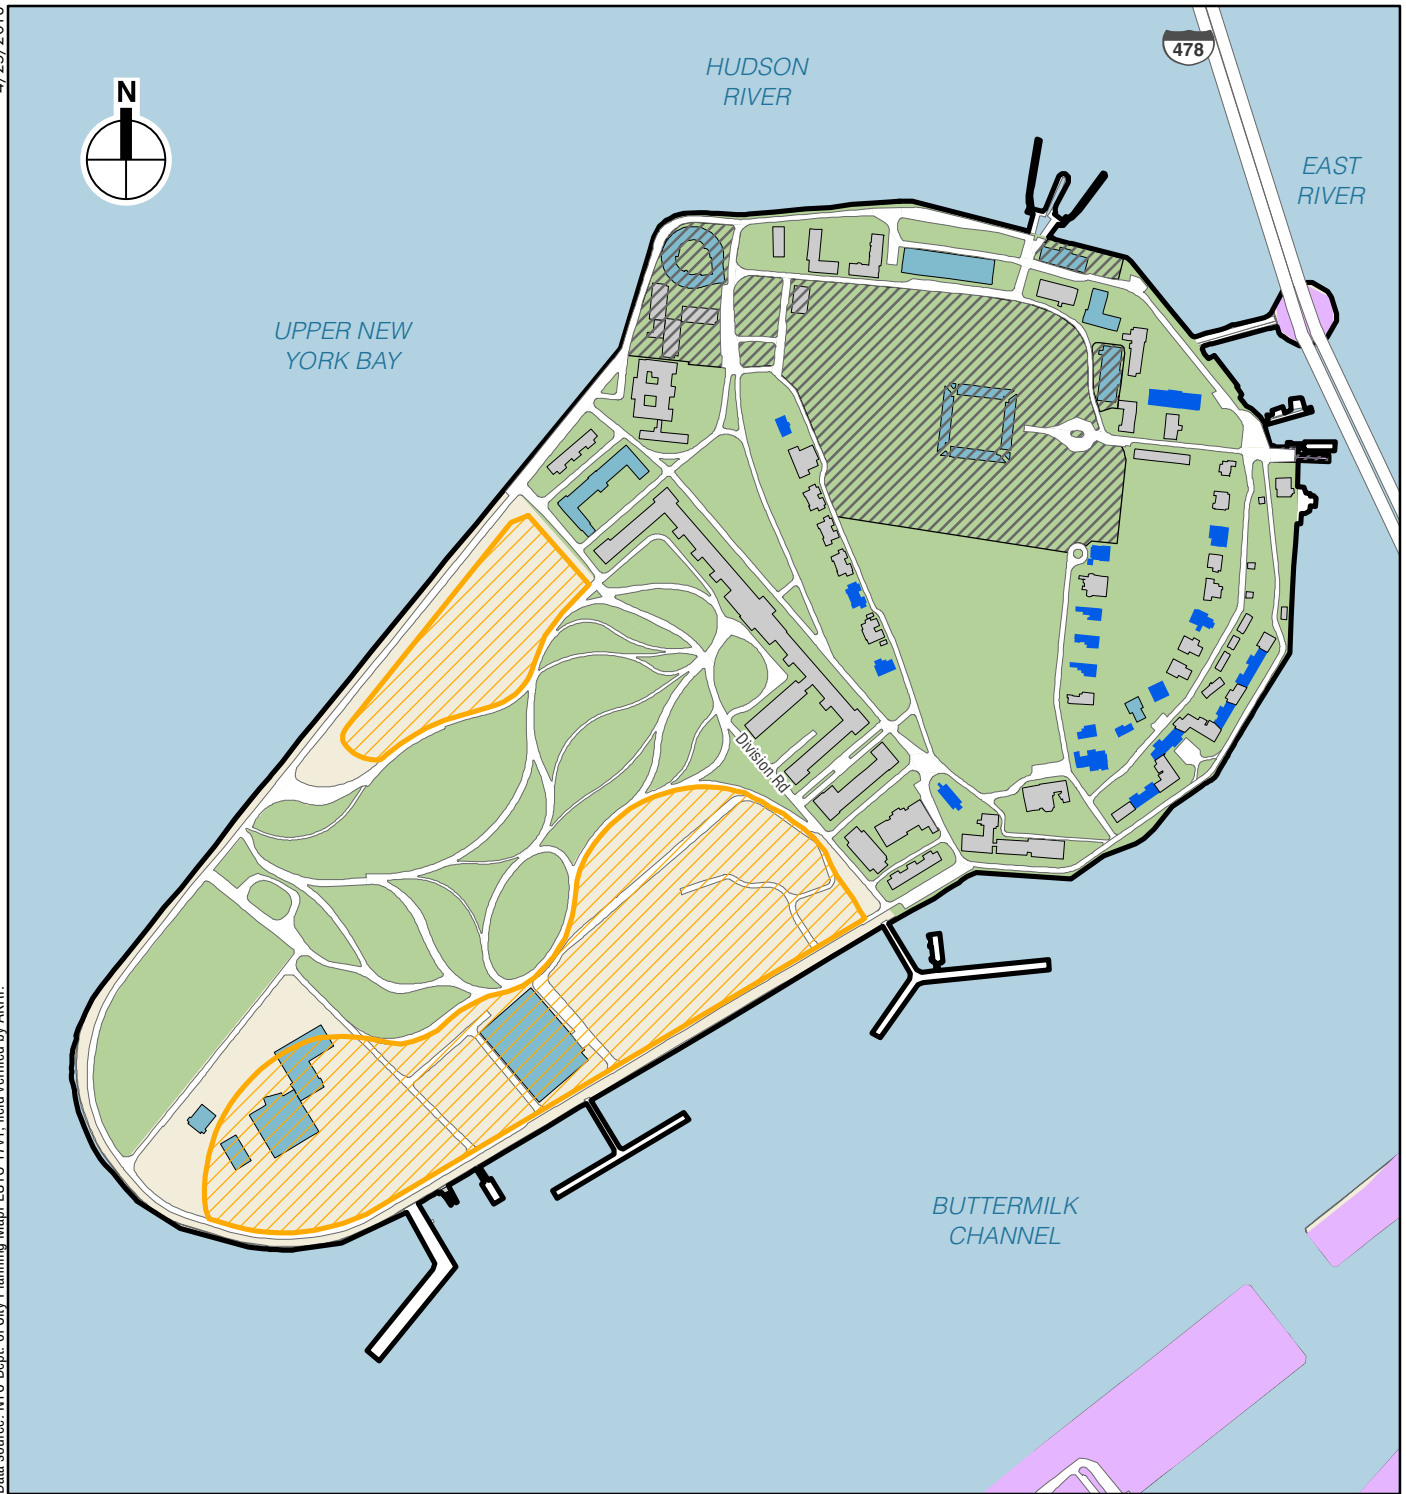 N
HUDSON
RIVER
478
EAST
RIVER
UPPER NEW
YORK BAY
Division Rd
BUTTERMILK
CHANNEL